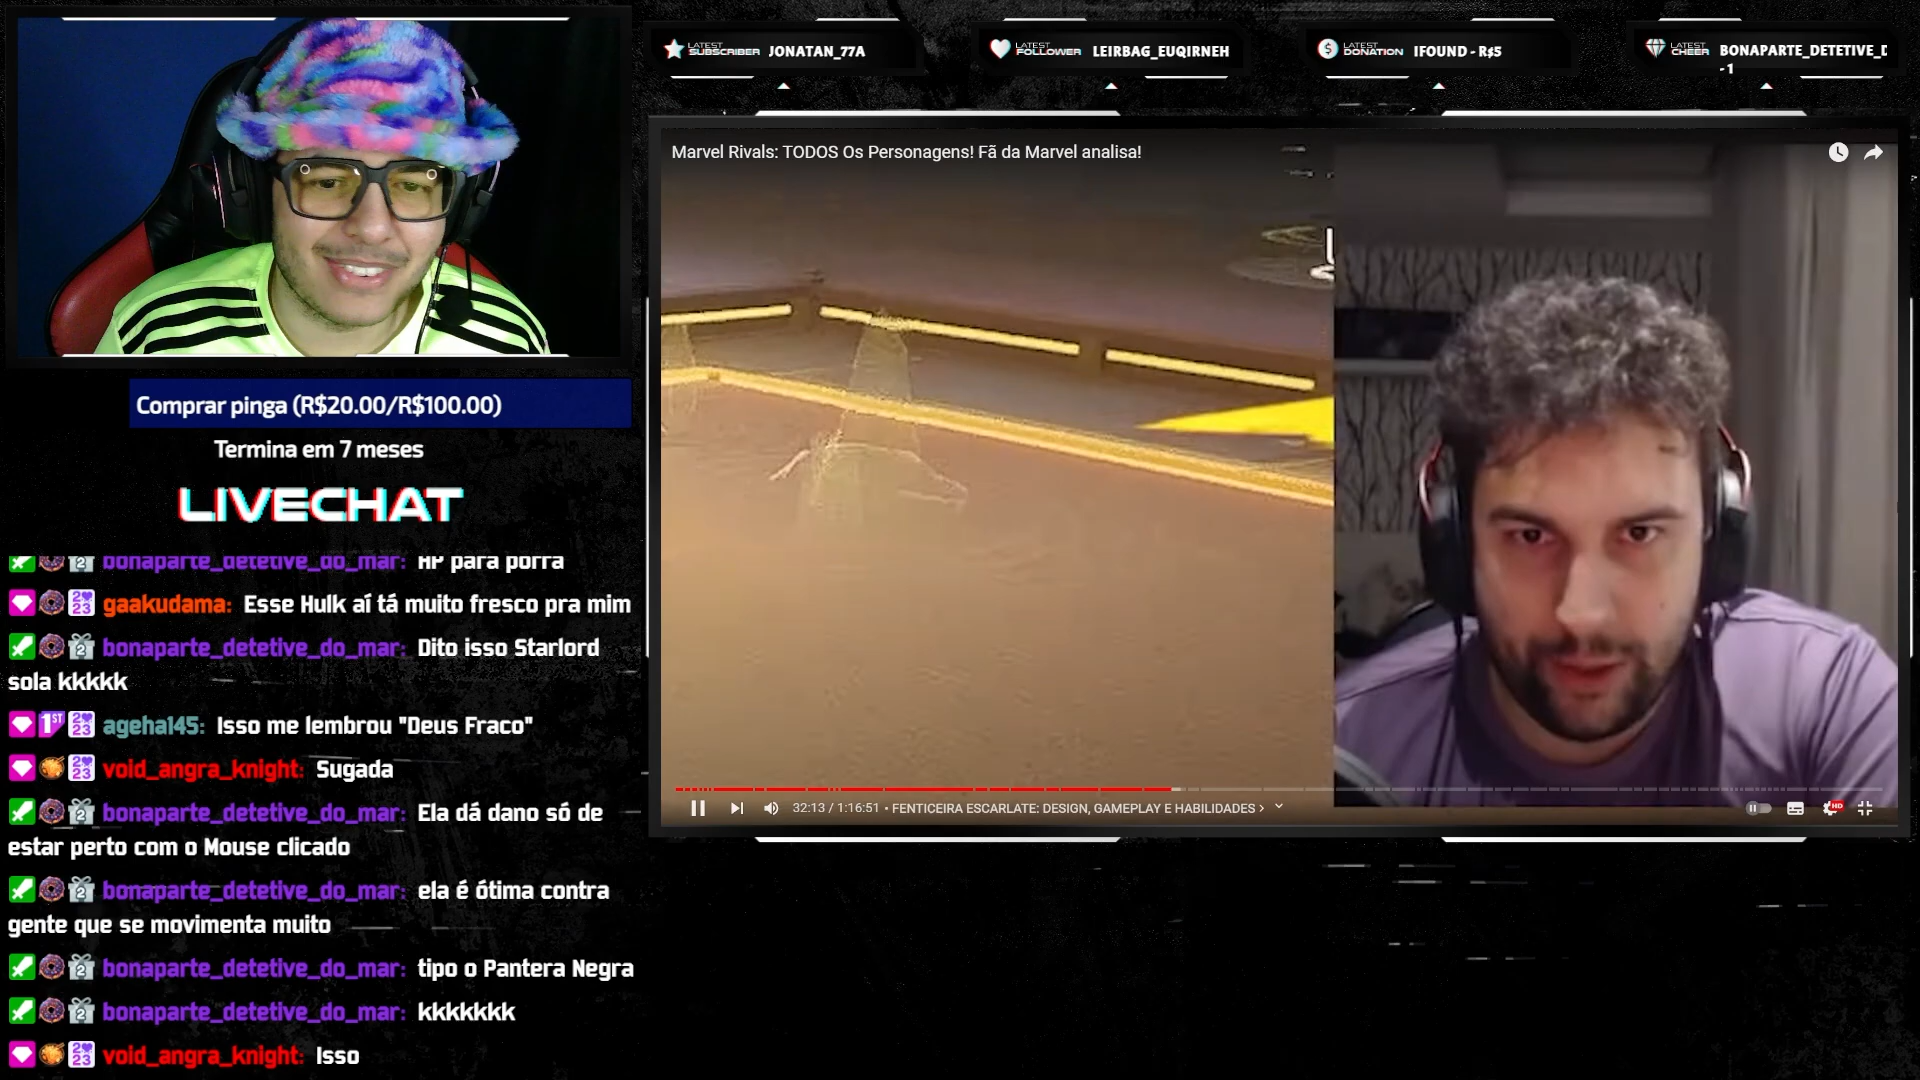 LATEST SUBSCRIBER JONATAN_77A
LATEST FOLLOWER LEIRBAG_EUQIRNEH
LATEST DONATION IFOUND - R$5
LATEST CHEER BONAPARTE_DETETIVE_D
- 1
Marvel Rivals: TODOS Os Personagens! Fã da Marvel analisa!
Comprar pinga (R$20.00/R$100.00)
Termina em 7 meses
LIVECHAT
bonaparte_detetive_do_mar: AP para porra
gaakudama: Esse Hulk aí tá muito fresco pra mim
bonaparte_detetive_do_mar: Dito isso Starlord
sola kkkkk
1ST ageha145: Isso me lembrou "Deus Fraco"
void_angra_knight: Sugada
bonaparte_detetive_do_mar: Ela dá dano só de
estar perto com o Mouse clicado
bonaparte_detetive_do_mar: ela é ótima contra
gente que se movimenta muito
bonaparte_detetive_do_mar: tipo o Pantera Negra
bonaparte_detetive_do_mar: kkkkkkk
void_angra_knight: Isso
32:13 / 1:16:51 • FENTICEIRA ESCARLATE: DESIGN, GAMEPLAY E HABILIDADES
HD